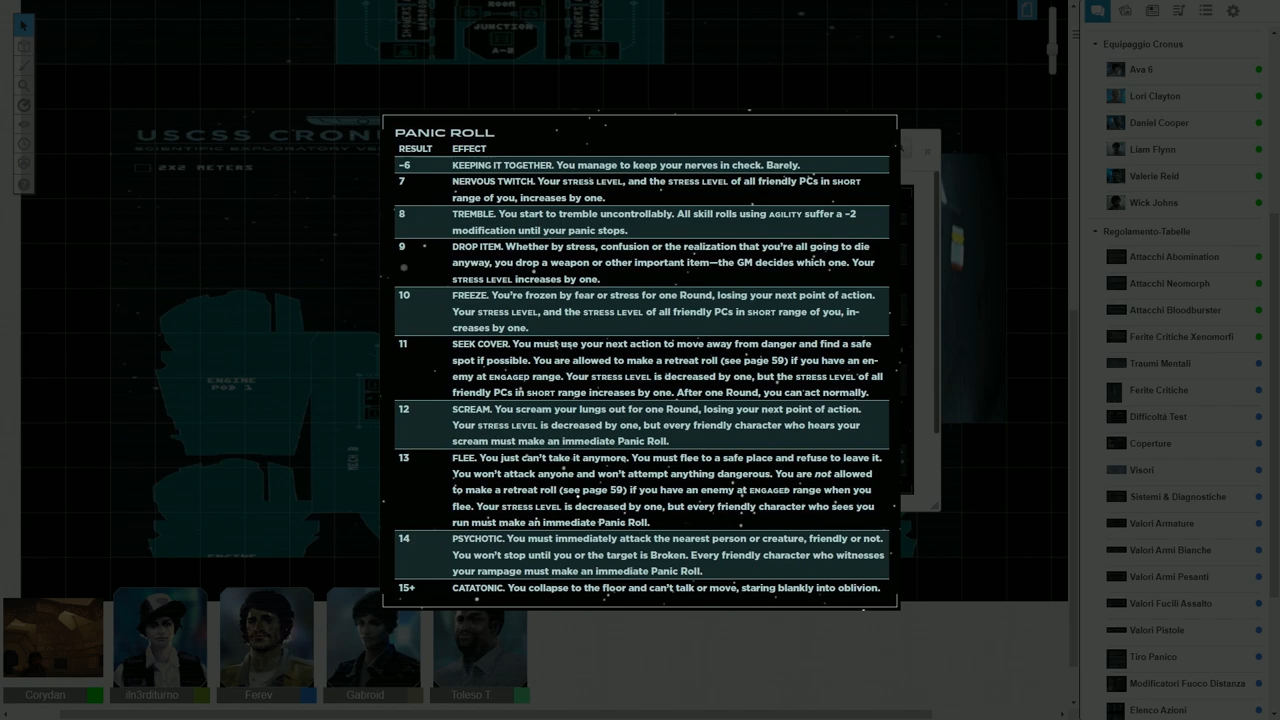 ROOM
SHOWERS
WARDROBE
SHOWERS
WARDROBE
JUNCTION
A-2
USCSS CRON
SCIENTIFIC EXPLORATORY VE
2X2 METERS
ENGINE
POD 1
MECH B
ENGINE
PANIC ROLL
RESULT EFFECT
–6 KEEPING IT TOGETHER. You manage to keep your nerves in check. Barely.
7 NERVOUS TWITCH. Your STRESS LEVEL, and the STRESS LEVEL of all friendly PCs in SHORT
range of you, increases by one.
8 TREMBLE. You start to tremble uncontrollably. All skill rolls using AGILITY suffer a –2
modification until your panic stops.
9 DROP ITEM. Whether by stress, confusion or the realization that you're all going to die
anyway, you drop a weapon or other important item—the GM decides which one. Your
STRESS LEVEL increases by one.
10 FREEZE. You're frozen by fear or stress for one Round, losing your next point of action.
Your STRESS LEVEL, and the STRESS LEVEL of all friendly PCs in SHORT range of you, in-
creases by one.
11 SEEK COVER. You must use your next action to move away from danger and find a safe
spot if possible. You are allowed to make a retreat roll (see page 59) if you have an en-
emy at ENGAGED range. Your STRESS LEVEL is decreased by one, but the STRESS LEVEL of all
friendly PCs in SHORT range increases by one. After one Round, you can act normally.
12 SCREAM. You scream your lungs out for one Round, losing your next point of action.
Your STRESS LEVEL is decreased by one, but every friendly character who hears your
scream must make an immediate Panic Roll.
13 FLEE. You just can't take it anymore. You must flee to a safe place and refuse to leave it.
You won't attack anyone and won't attempt anything dangerous. You are not allowed
to make a retreat roll (see page 59) if you have an enemy at ENGAGED range when you
flee. Your STRESS LEVEL is decreased by one, but every friendly character who sees you
run must make an immediate Panic Roll.
14 PSYCHOTIC. You must immediately attack the nearest person or creature, friendly or not.
You won't stop until you or the target is Broken. Every friendly character who witnesses
your rampage must make an immediate Panic Roll.
15+ CATATONIC. You collapse to the floor and can't talk or move, staring blankly into oblivion.
Corydan
iln3rditurno
Ferev
Gabroid
Toleso T.
Equipaggio Cronus
Ava 6
Lori Clayton
Daniel Cooper
Liam Flynn
Valerie Reid
Wick Johns
Regolamento-Tabelle
Attacchi Abomination
Attacchi Neomorph
Attacchi Bloodburster
Ferite Critiche Xenomorfi
Traumi Mentali
Ferite Critiche
Difficoltà Test
Coperture
Visori
Sistemi & Diagnostiche
Valori Armature
Valori Armi Bianche
Valori Armi Pesanti
Valori Fucili Assalto
Valori Pistole
Tiro Panico
Modificatori Fuoco Distanza
Elenco Azioni